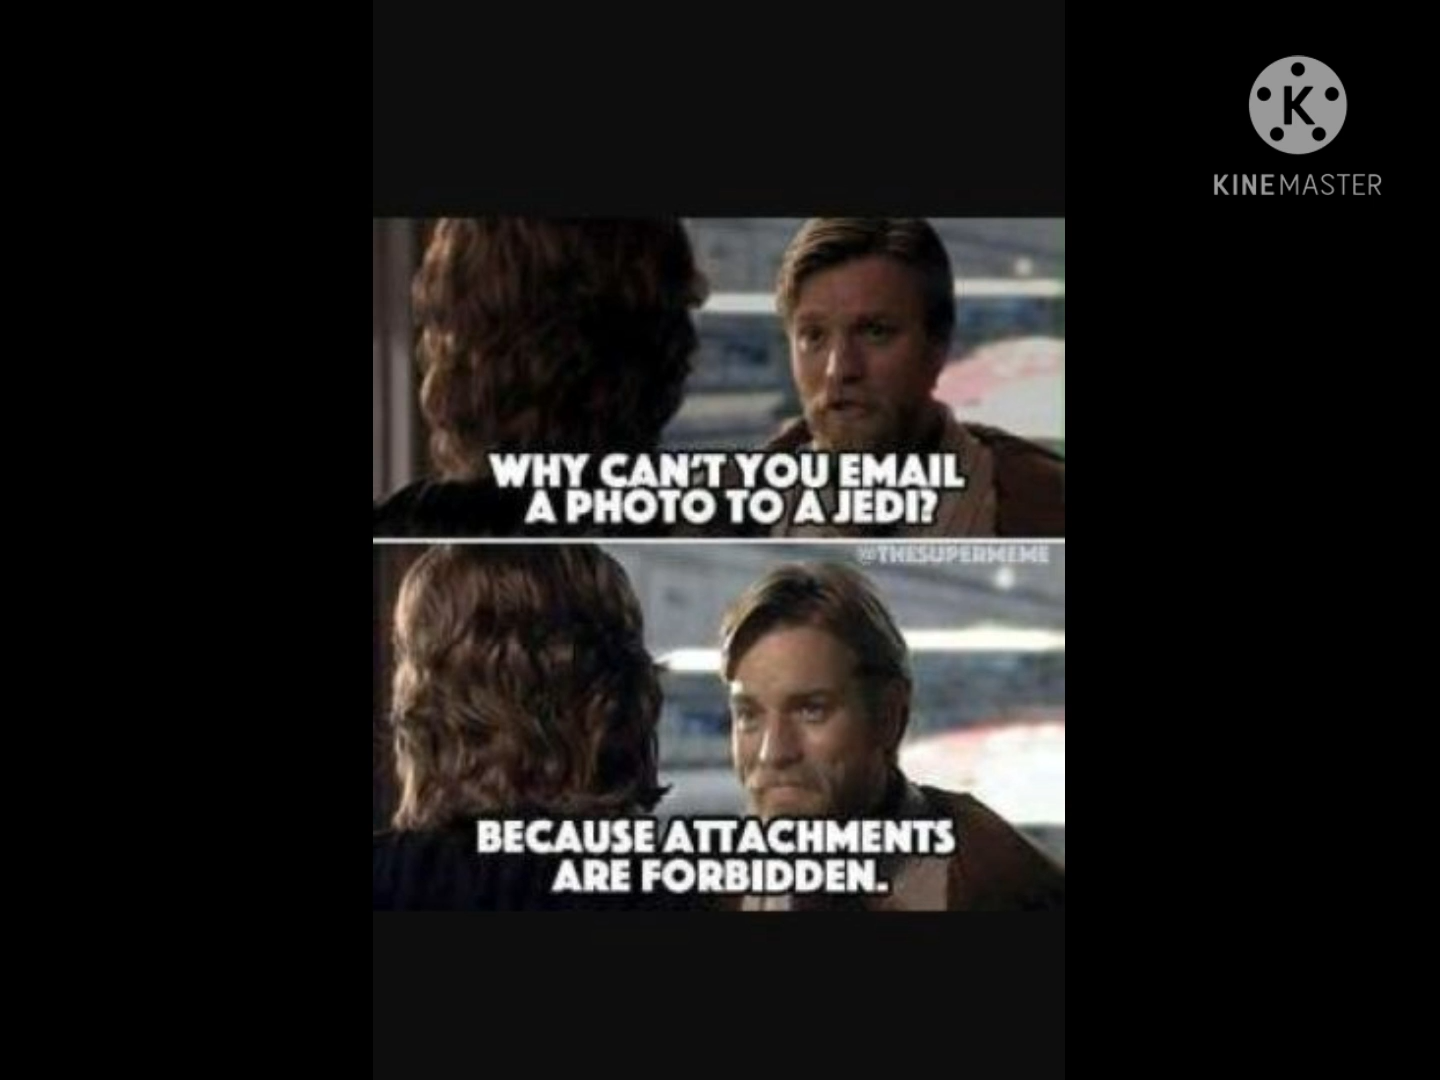 K
KINEMASTER
WHY CAN'T YOU EMAIL
A PHOTO TO A JEDI?
@THESUPERMEME
BECAUSE ATTACHMENTS
ARE FORBIDDEN.